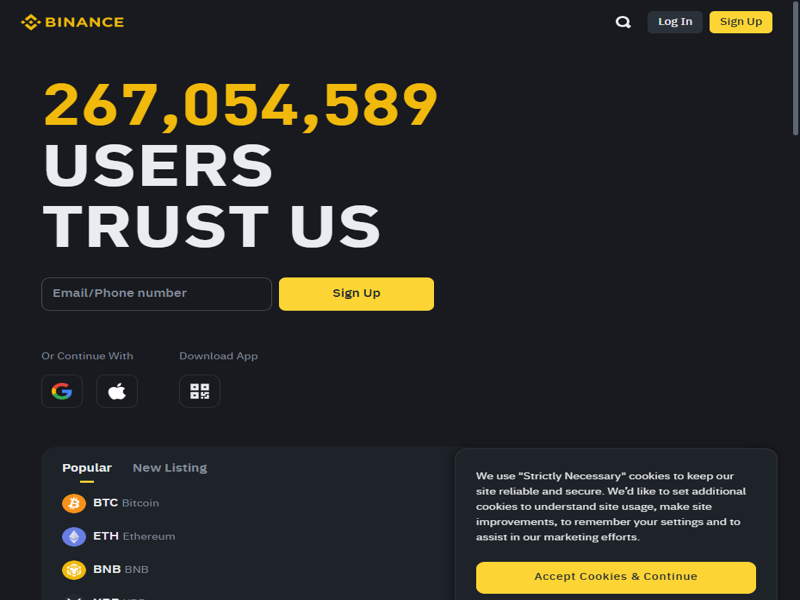 BINANCE
Log In
Sign Up
267,054,589
USERS
TRUST US
Email/Phone number
Sign Up
Or Continue With
Download App
Popular
New Listing
BTC Bitcoin
ETH Ethereum
BNB BNB
We use "Strictly Necessary" cookies to keep our
site reliable and secure. We'd like to set additional
cookies to understand site usage, make site
improvements, to remember your settings and to
assist in our marketing efforts.
Accept Cookies & Continue